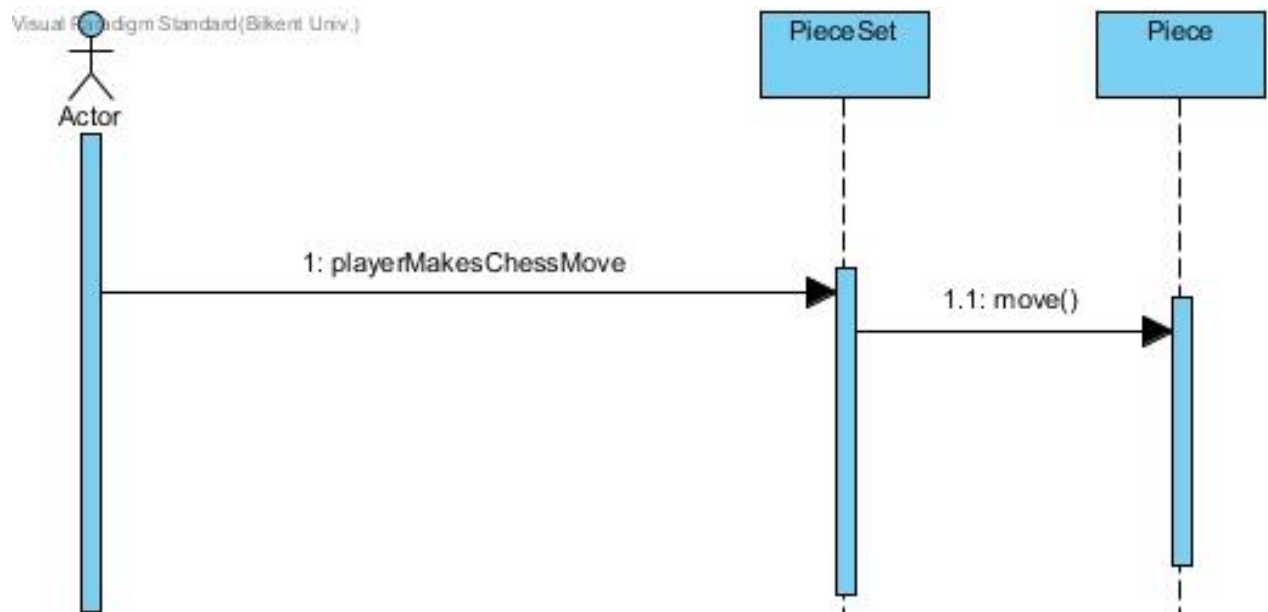 Visual Paradigm Standard(Bilkent Univ.)
Actor
PieceSet
Piece
1: playerMakesChessMove
1.1: move()